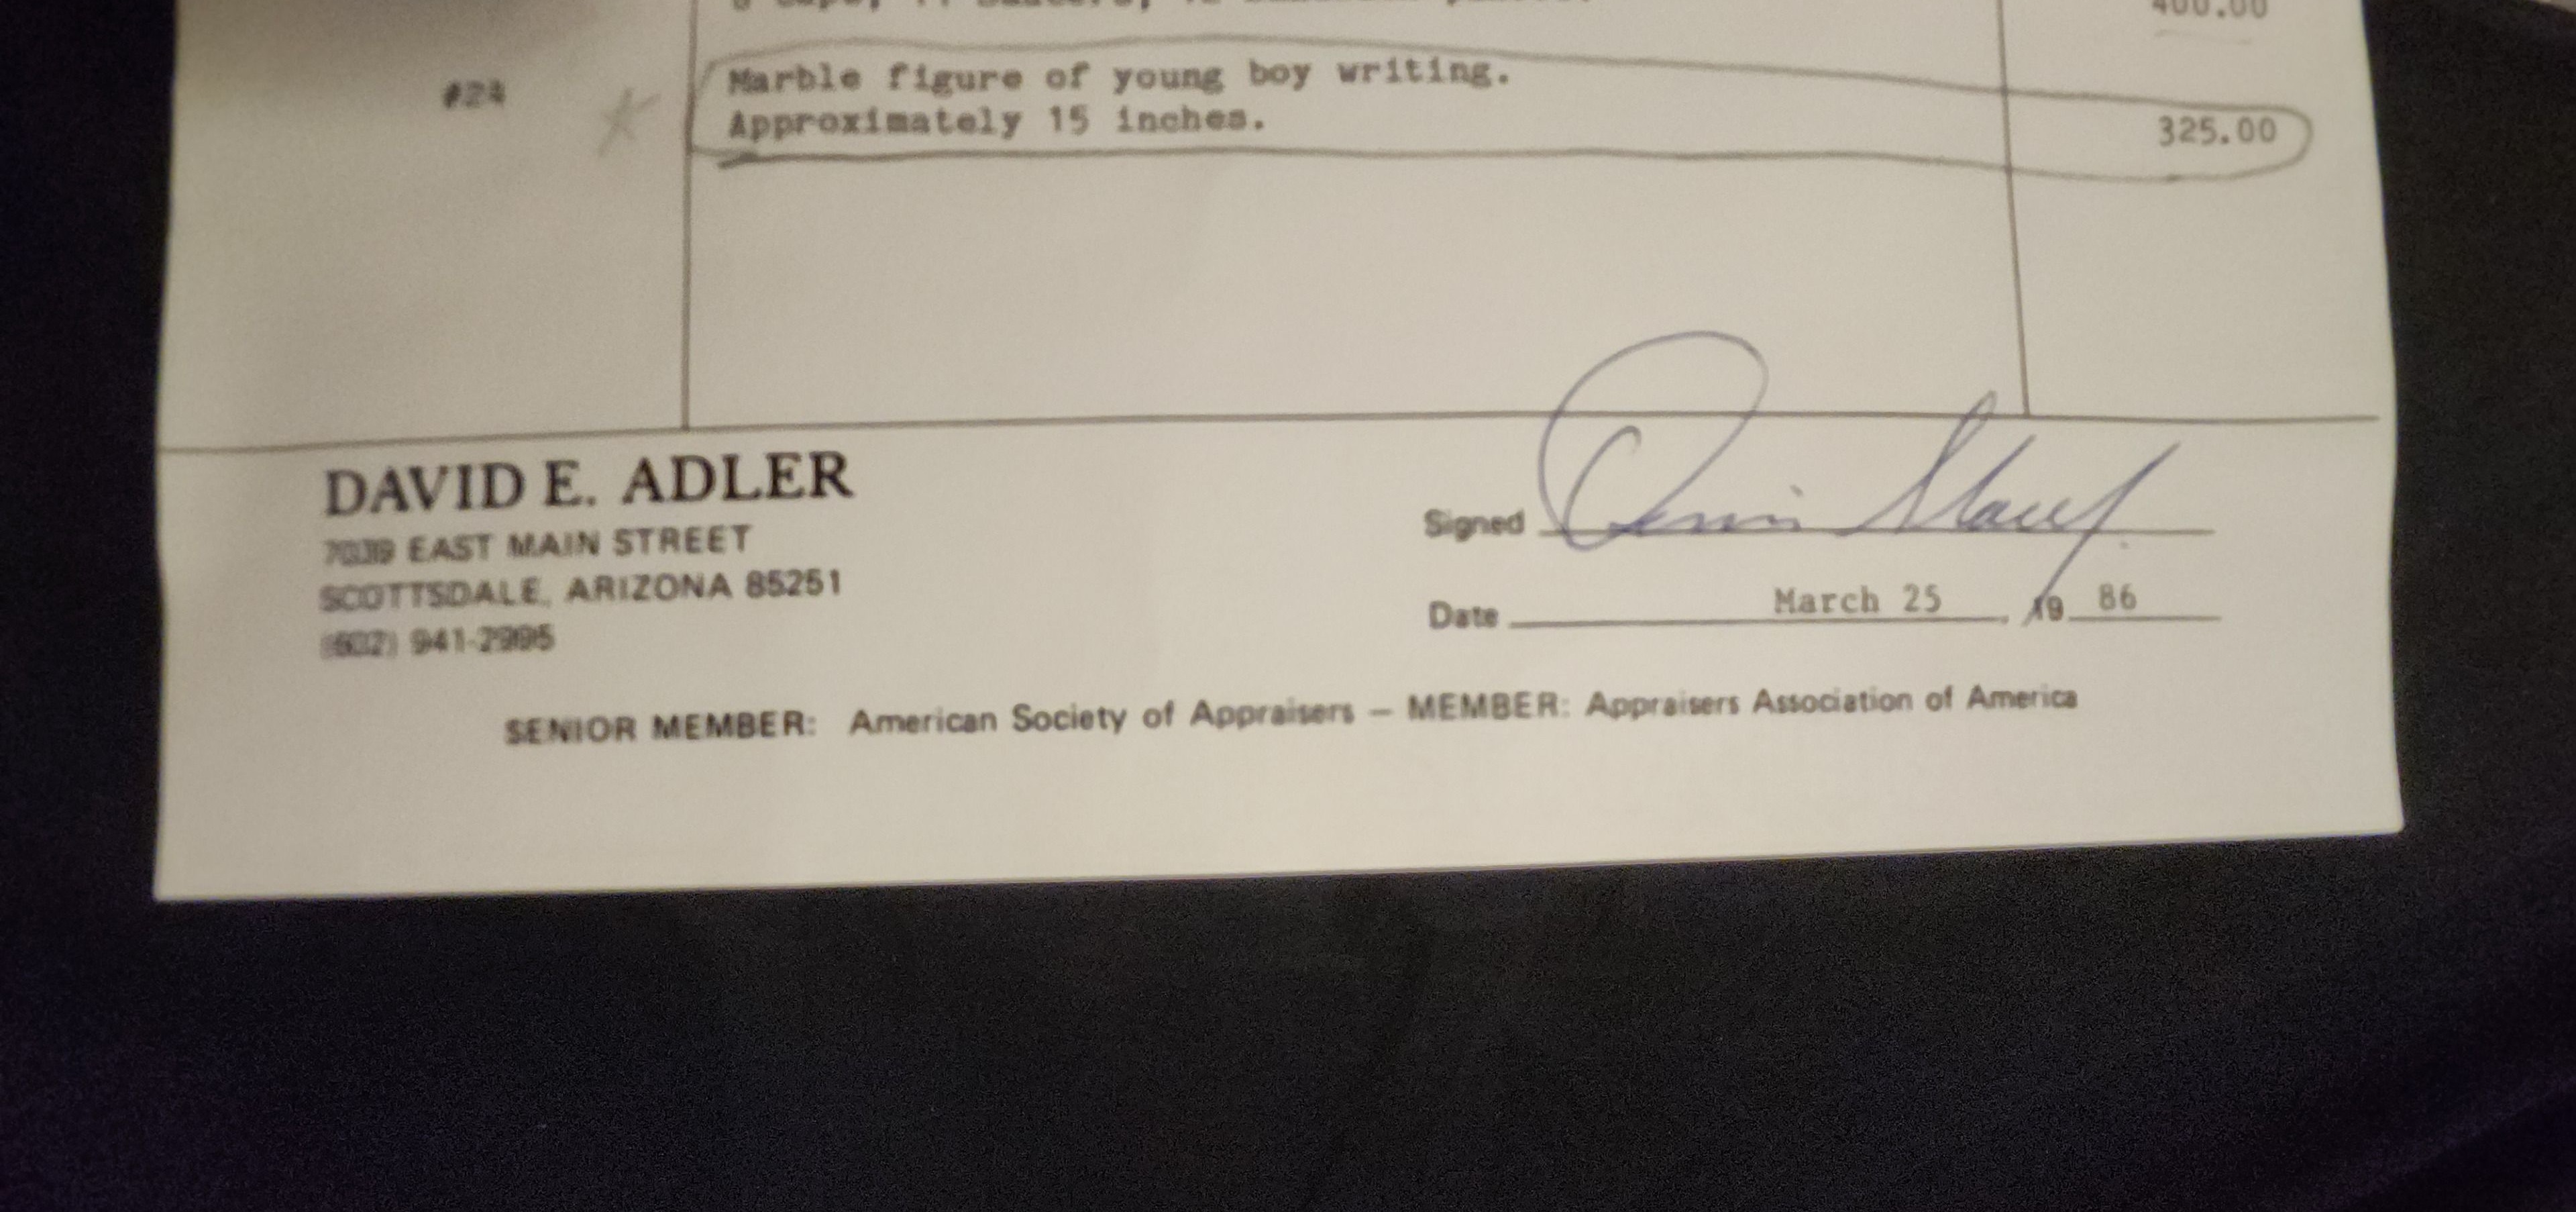 400.00
#24 Marble figure of young boy writing.
Approximately 15 inches. 325.00
DAVID E. ADLER
EAST MAIN STREET
SCOTTSDALE, ARIZONA 85251
(602) 941-2995
Signed
Date March 25, 19 86
SENIOR MEMBER: American Society of Appraisers – MEMBER: Appraisers Association of America